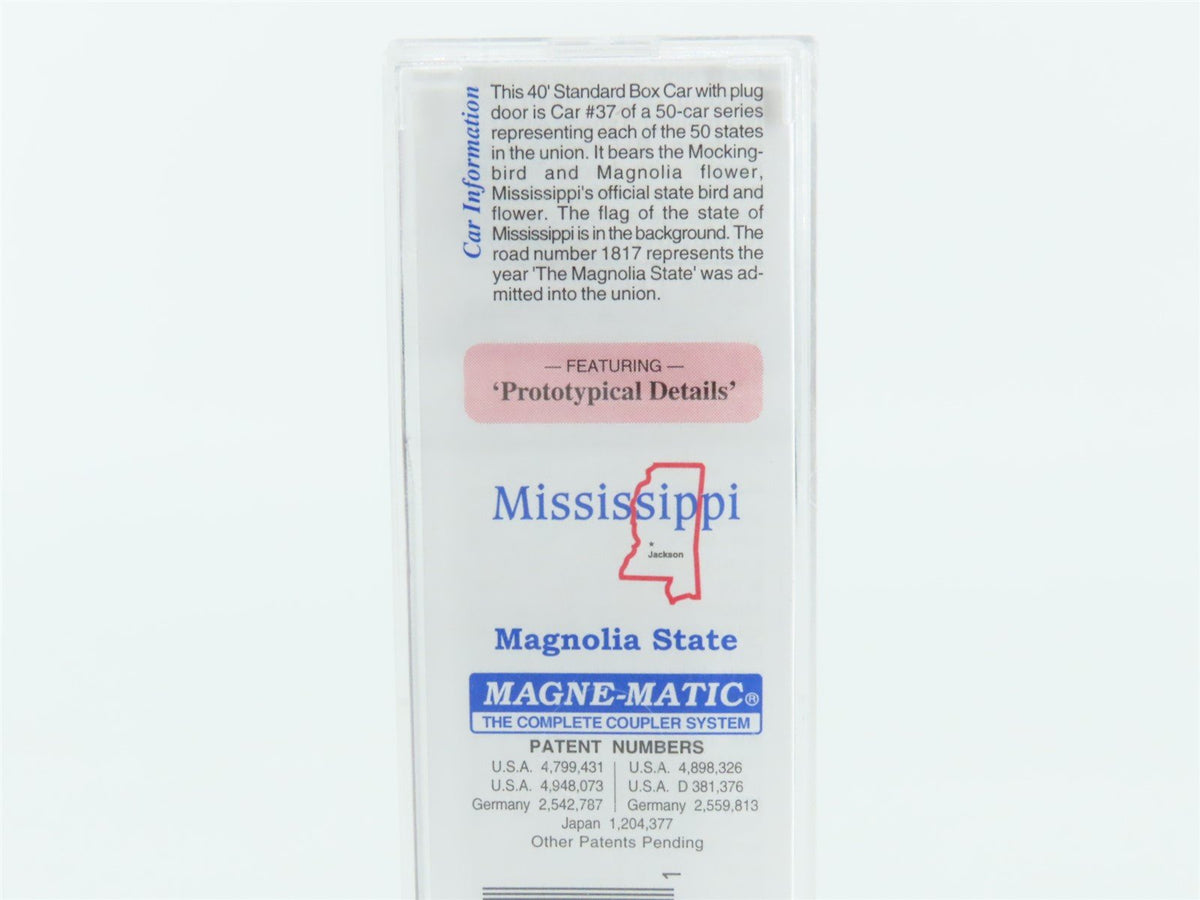 Car Information
This 40' Standard Box Car with plug
door is Car #37 of a 50-car series
representing each of the 50 states
in the union. It bears the Mocking-
bird and Magnolia flower,
Mississippi's official state bird and
flower. The flag of the state of
Mississippi is in the background. The
road number 1817 represents the
year 'The Magnolia State' was ad-
mitted into the union.
— FEATURING —
‘Prototypical Details’
Mississippi
Jackson
Magnolia State
MAGNE-MATIC®
THE COMPLETE COUPLER SYSTEM
PATENT NUMBERS
U.S.A. 4,799,431 | U.S.A. 4,898,326
U.S.A. 4,948,073 | U.S.A. D 381,376
Germany 2,542,787 | Germany 2,559,813
Japan 1,204,377
Other Patents Pending
1